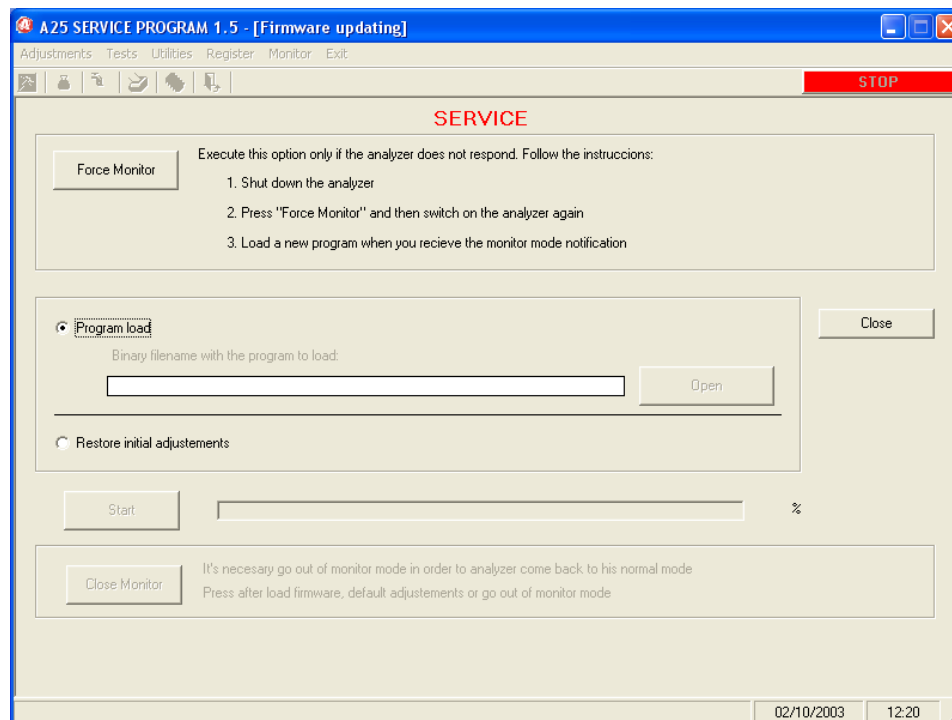 A25 SERVICE PROGRAM 1.5 - [Firmware updating]
Adjustments Tests Utilities Register Monitor Exit
STOP
SERVICE
Force Monitor
Execute this option only if the analyzer does not respond. Follow the instruccions:
1. Shut down the analyzer
2. Press "Force Monitor" and then switch on the analyzer again
3. Load a new program when you recieve the monitor mode notification
Program load
Close
Binary filename with the program to load:
Open
Restore initial adjustements
Start
%
Close Monitor
It's necesary go out of monitor mode in order to analyzer come back to his normal mode
Press after load firmware, default adjustements or go out of monitor mode
02/10/2003 12:20